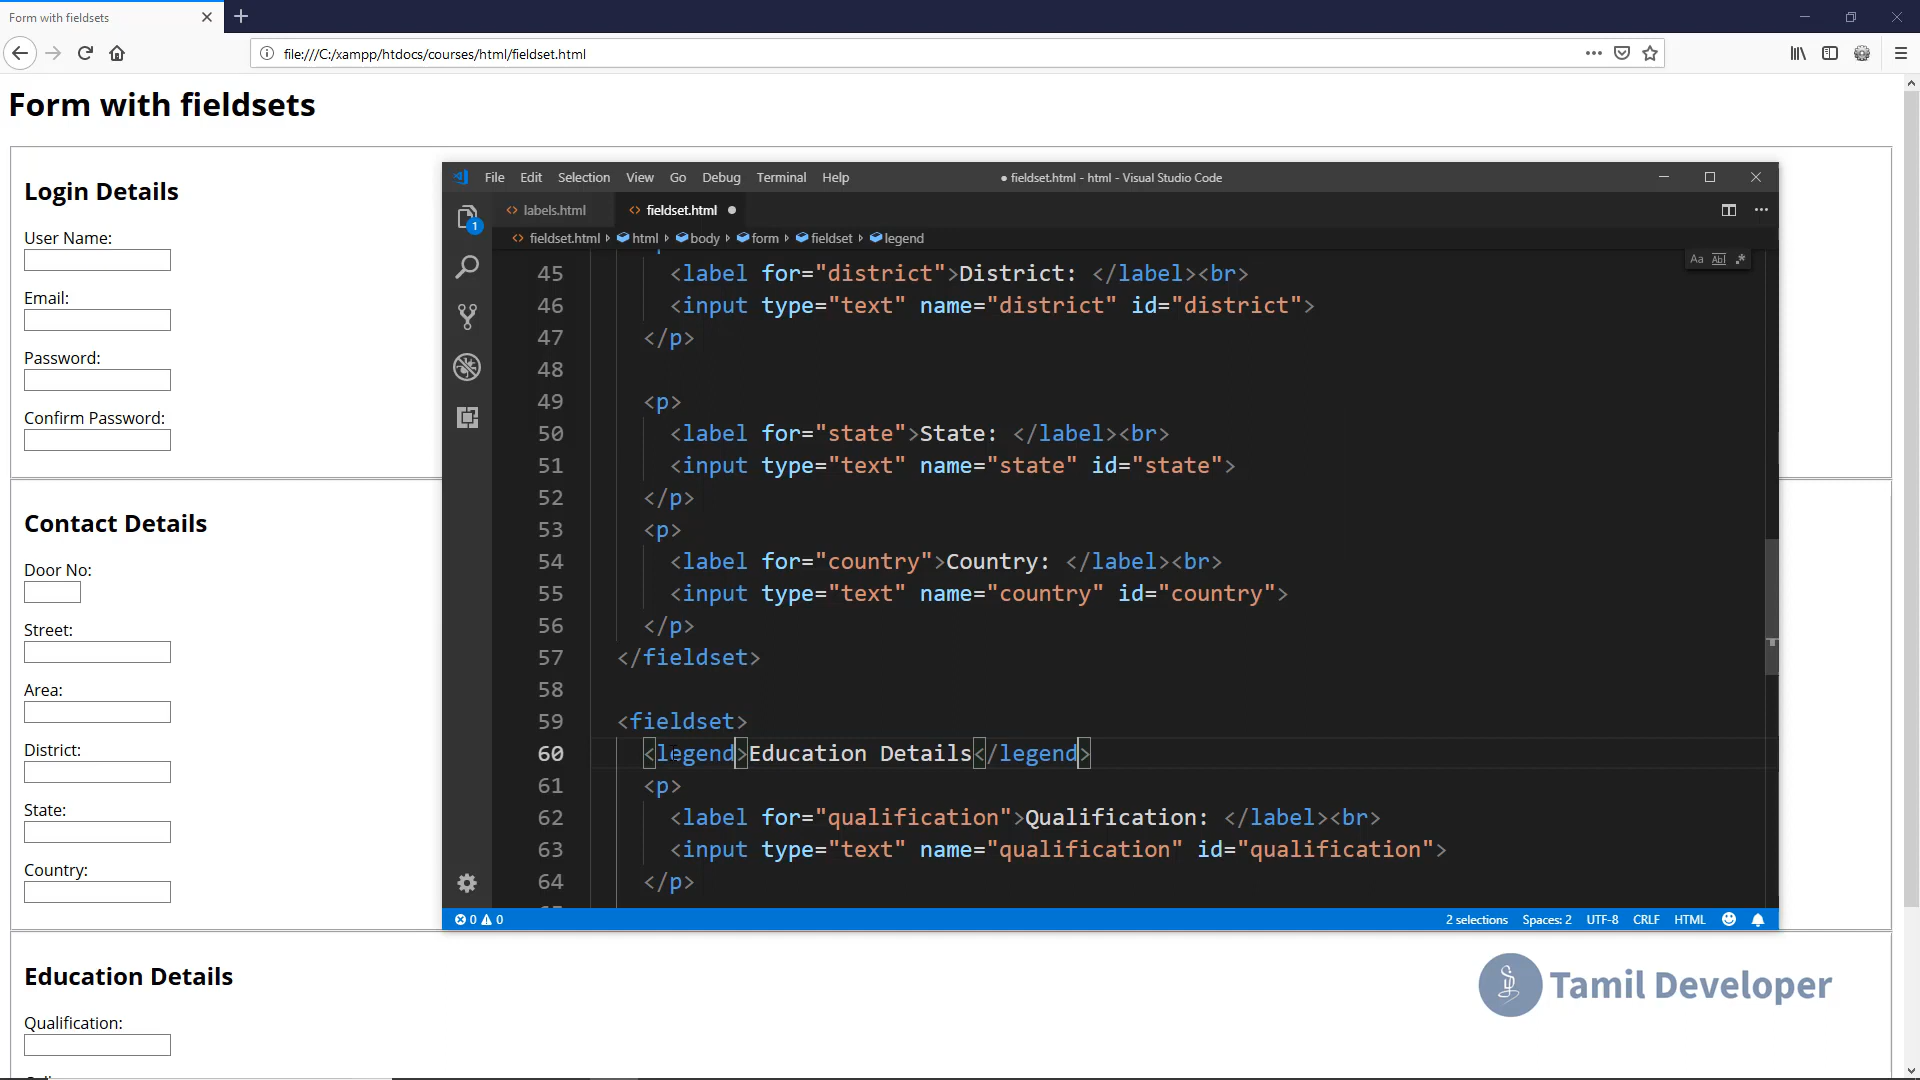 Form with fieldsets
file:///C:/xampp/htdocs/courses/html/fieldset.html
Form with fieldsets
Login Details
User Name:
Email:
Password:
Confirm Password:
Contact Details
Door No:
Street:
Area:
District:
State:
Country:
Education Details
Qualification:
File Edit Selection View Go Debug Terminal Help
● fieldset.html - html - Visual Studio Code
labels.html fieldset.html ●
1
fieldset.html html body form fieldset legend
Aa Abl .*
45 <label for="district">District: </label><br>
46 <input type="text" name="district" id="district">
47 </p>
48
49 <p>
50 <label for="state">State: </label><br>
51 <input type="text" name="state" id="state">
52 </p>
53 <p>
54 <label for="country">Country: </label><br>
55 <input type="text" name="country" id="country">
56 </p>
57 </fieldset>
58
59 <fieldset>
60 <legend>Education Details</legend>
61 <p>
62 <label for="qualification">Qualification: </label><br>
63 <input type="text" name="qualification" id="qualification">
64 </p>
0 0 2 selections Spaces: 2 UTF-8 CRLF HTML
Tamil Developer